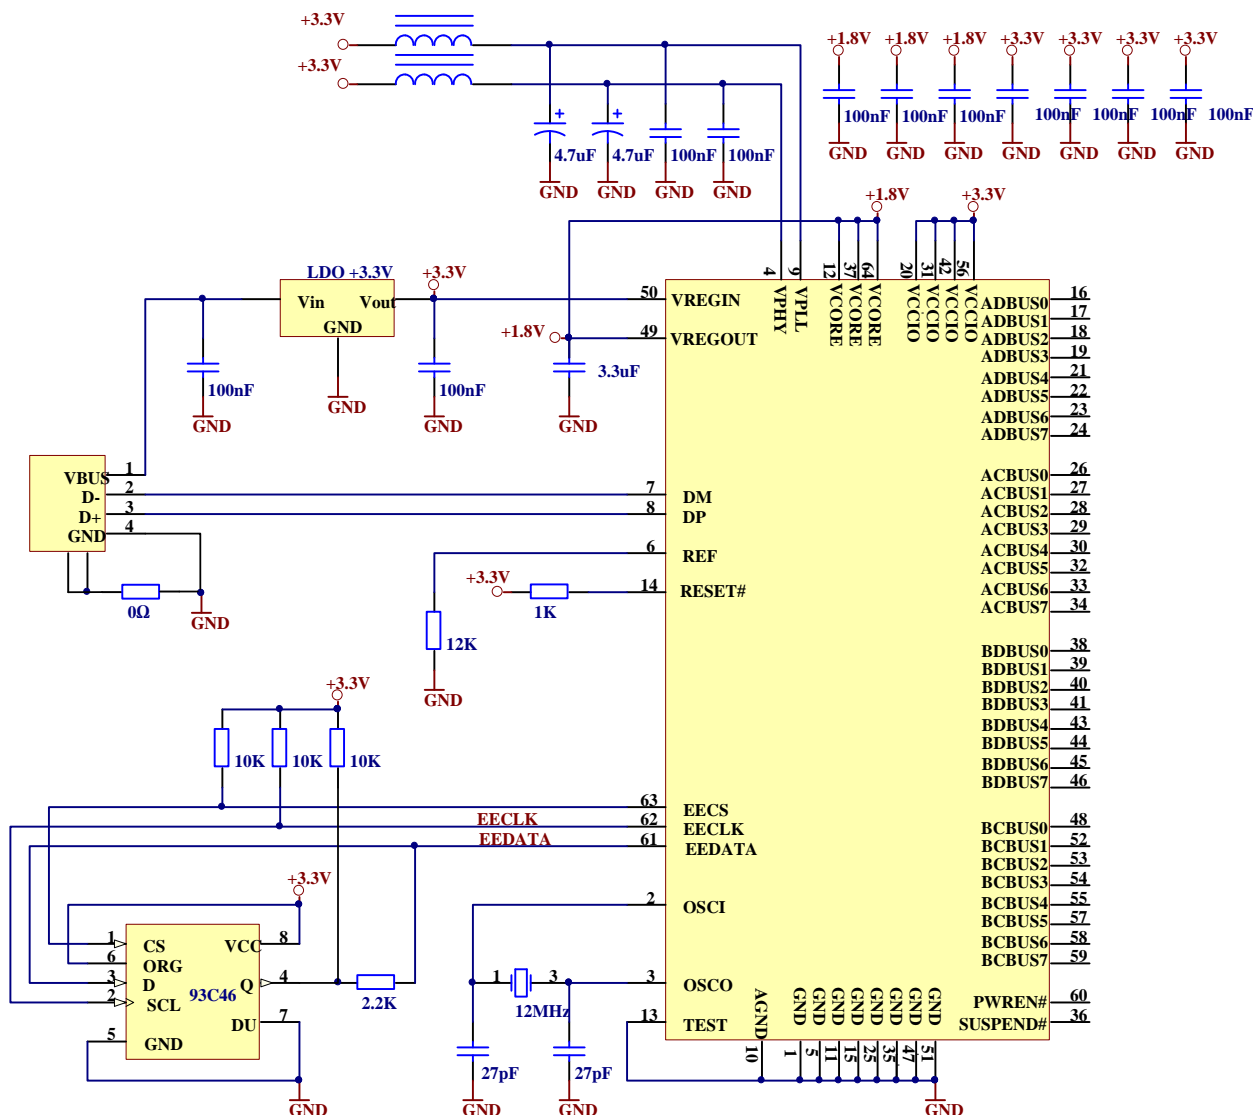 +3.3V
+3.3V
4.7uF
4.7uF
100nF
100nF
GND
GND
GND
GND
+1.8V
+1.8V
+1.8V
+3.3V
+3.3V
+3.3V
+3.3V
100nF
100nF
100nF
100nF
100nF
100nF
100nF
GND
GND
GND
GND
GND
GND
GND
+1.8V
+3.3V
LDO +3.3V
Vin
Vout
GND
+3.3V
100nF
GND
GND
100nF
GND
+1.8V
3.3uF
GND
VBUS 1
D- 2
D+ 3
GND 4
0Ω
GND
+3.3V
1K
12K
GND
+3.3V
10K
10K
10K
EECLK
EEDATA
+3.3V
1 CS
6 ORG
3 D
2 SCL
5 GND
93C46
VCC 8
Q 4
DU 7
2.2K
GND
1
3
12MHz
27pF
27pF
GND
GND
50 VREGIN
49 VREGOUT
7 DM
8 DP
6 REF
14 RESET#
63 EECS
62 EECLK
61 EEDATA
2 OSCI
3 OSCO
13 TEST
4 VPHY
9 VPLL
12 VCORE
37 VCORE
64 VCORE
20 VCCIO
31 VCCIO
42 VCCIO
56 VCCIO
ADBUS0 16
ADBUS1 17
ADBUS2 18
ADBUS3 19
ADBUS4 21
ADBUS5 22
ADBUS6 23
ADBUS7 24
ACBUS0 26
ACBUS1 27
ACBUS2 28
ACBUS3 29
ACBUS4 30
ACBUS5 32
ACBUS6 33
ACBUS7 34
BDBUS0 38
BDBUS1 39
BDBUS2 40
BDBUS3 41
BDBUS4 43
BDBUS5 44
BDBUS6 45
BDBUS7 46
BCBUS0 48
BCBUS1 52
BCBUS2 53
BCBUS3 54
BCBUS4 55
BCBUS5 57
BCBUS6 58
BCBUS7 59
PWREN# 60
SUSPEND# 36
AGND 10
GND 1
GND 5
GND 11
GND 15
GND 25
GND 35
GND 47
GND 51
GND